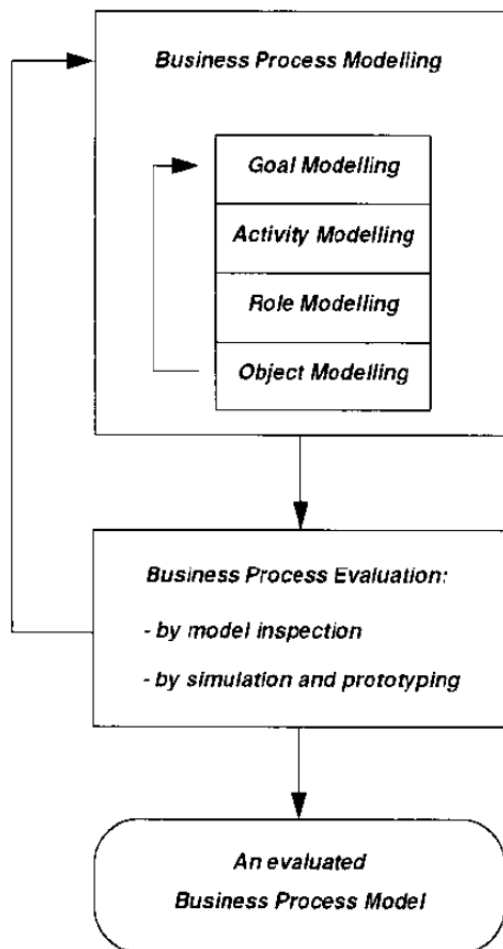 Business Process Modelling
Goal Modelling
Activity Modelling
Role Modelling
Object Modelling
Business Process Evaluation:
- by model inspection
- by simulation and prototyping
An evaluated
Business Process Model